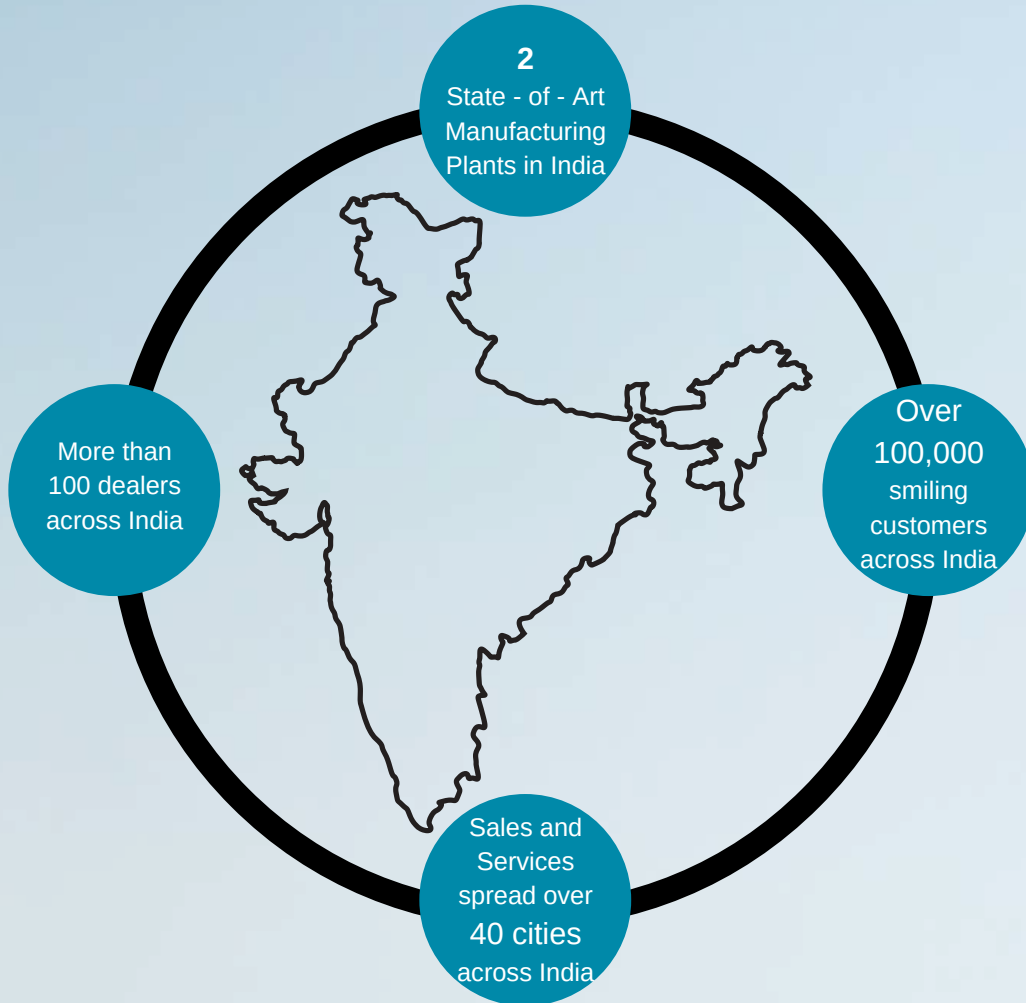 2
State - of - Art
Manufacturing
Plants in India
More than
100 dealers
across India
Over
100,000
smiling
customers
across India
Sales and
Services
spread over
40 cities
across India